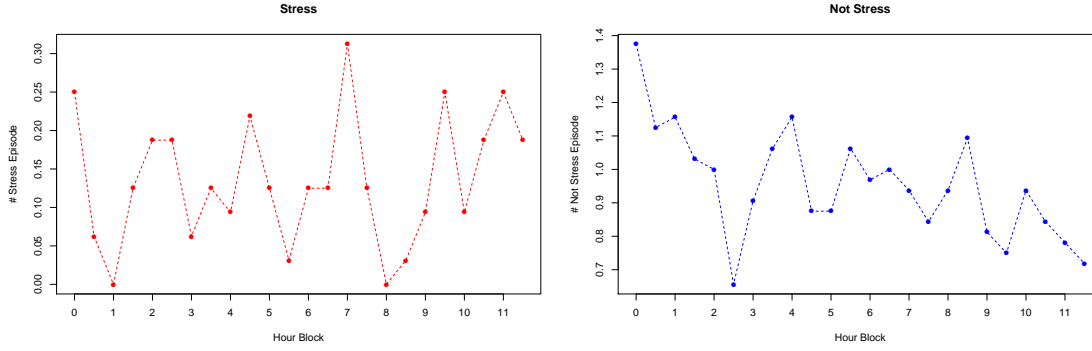 Stress
# Stress Episode
0.00
0.05
0.10
0.15
0.20
0.25
0.30
0 1 2 3 4 5 6 7 8 9 10 11
Hour Block
Not Stress
# Not Stress Episode
0.7
0.8
0.9
1.0
1.1
1.2
1.3
1.4
0 1 2 3 4 5 6 7 8 9 10 11
Hour Block